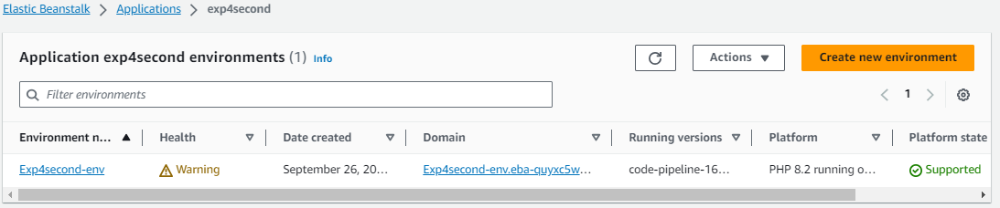 Elastic Beanstalk > Applications > exp4second
Application exp4second environments (1) Info
Actions
Create new environment
Filter environments
1
Environment n... Health Date created Domain Running versions Platform Platform state
Exp4second-env Warning September 26, 20... Exp4second-env.eba-quyxc5w... code-pipeline-16... PHP 8.2 running o... Supported